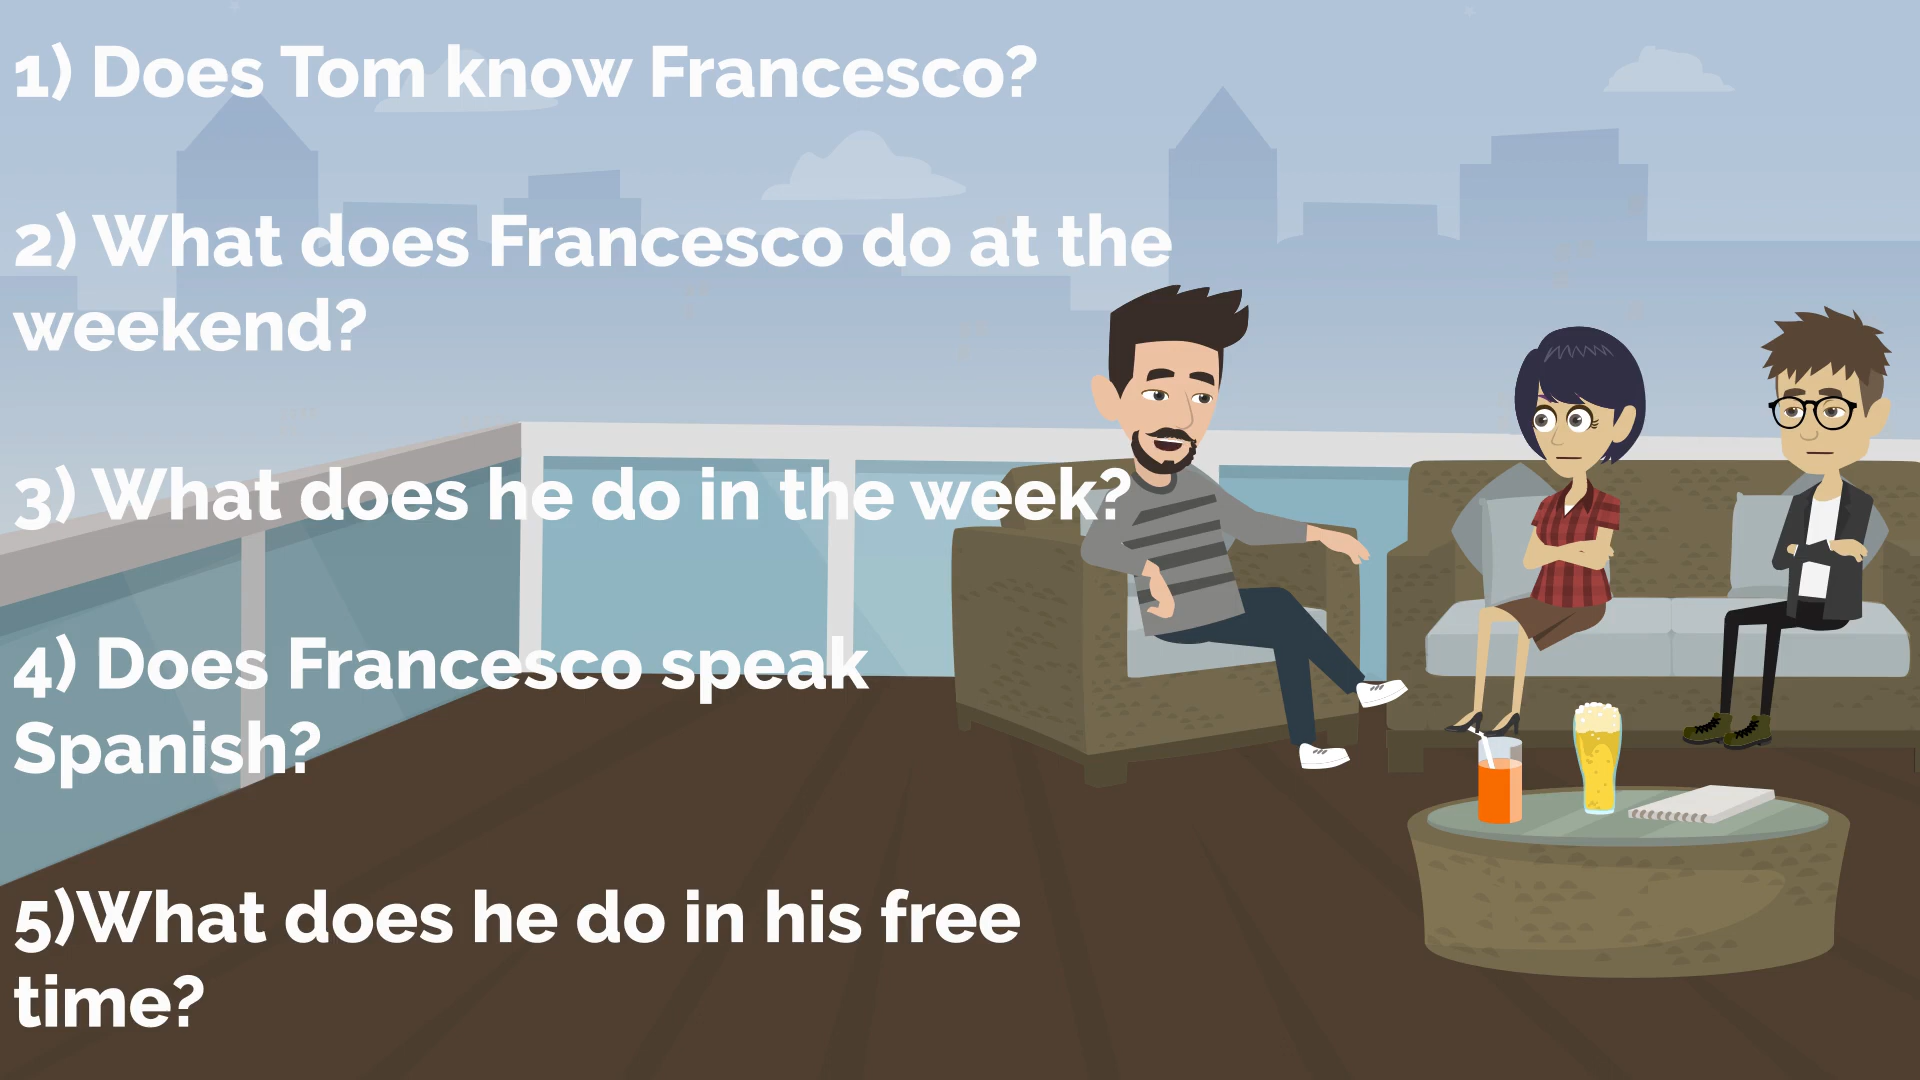 1) Does Tom know Francesco?
2) What does Francesco do at the
weekend?
3) What does he do in the week?
4) Does Francesco speak
Spanish?
5)What does he do in his free
time?